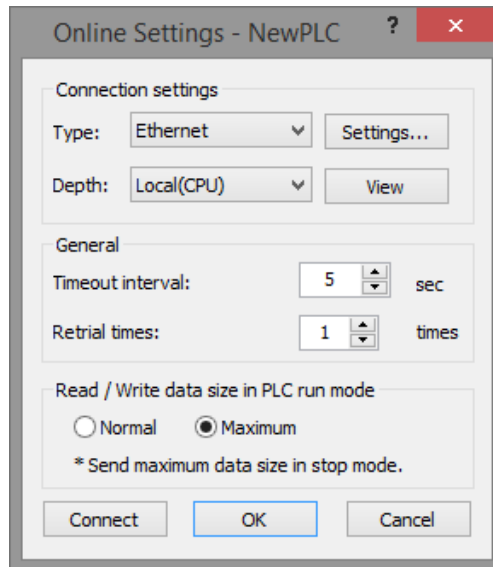 Online Settings - NewPLC ? ×
Connection settings
Type: Ethernet Settings...
Depth: Local(CPU) View
General
Timeout interval: 5 sec
Retrial times: 1 times
Read / Write data size in PLC run mode
Normal Maximum
* Send maximum data size in stop mode.
Connect OK Cancel